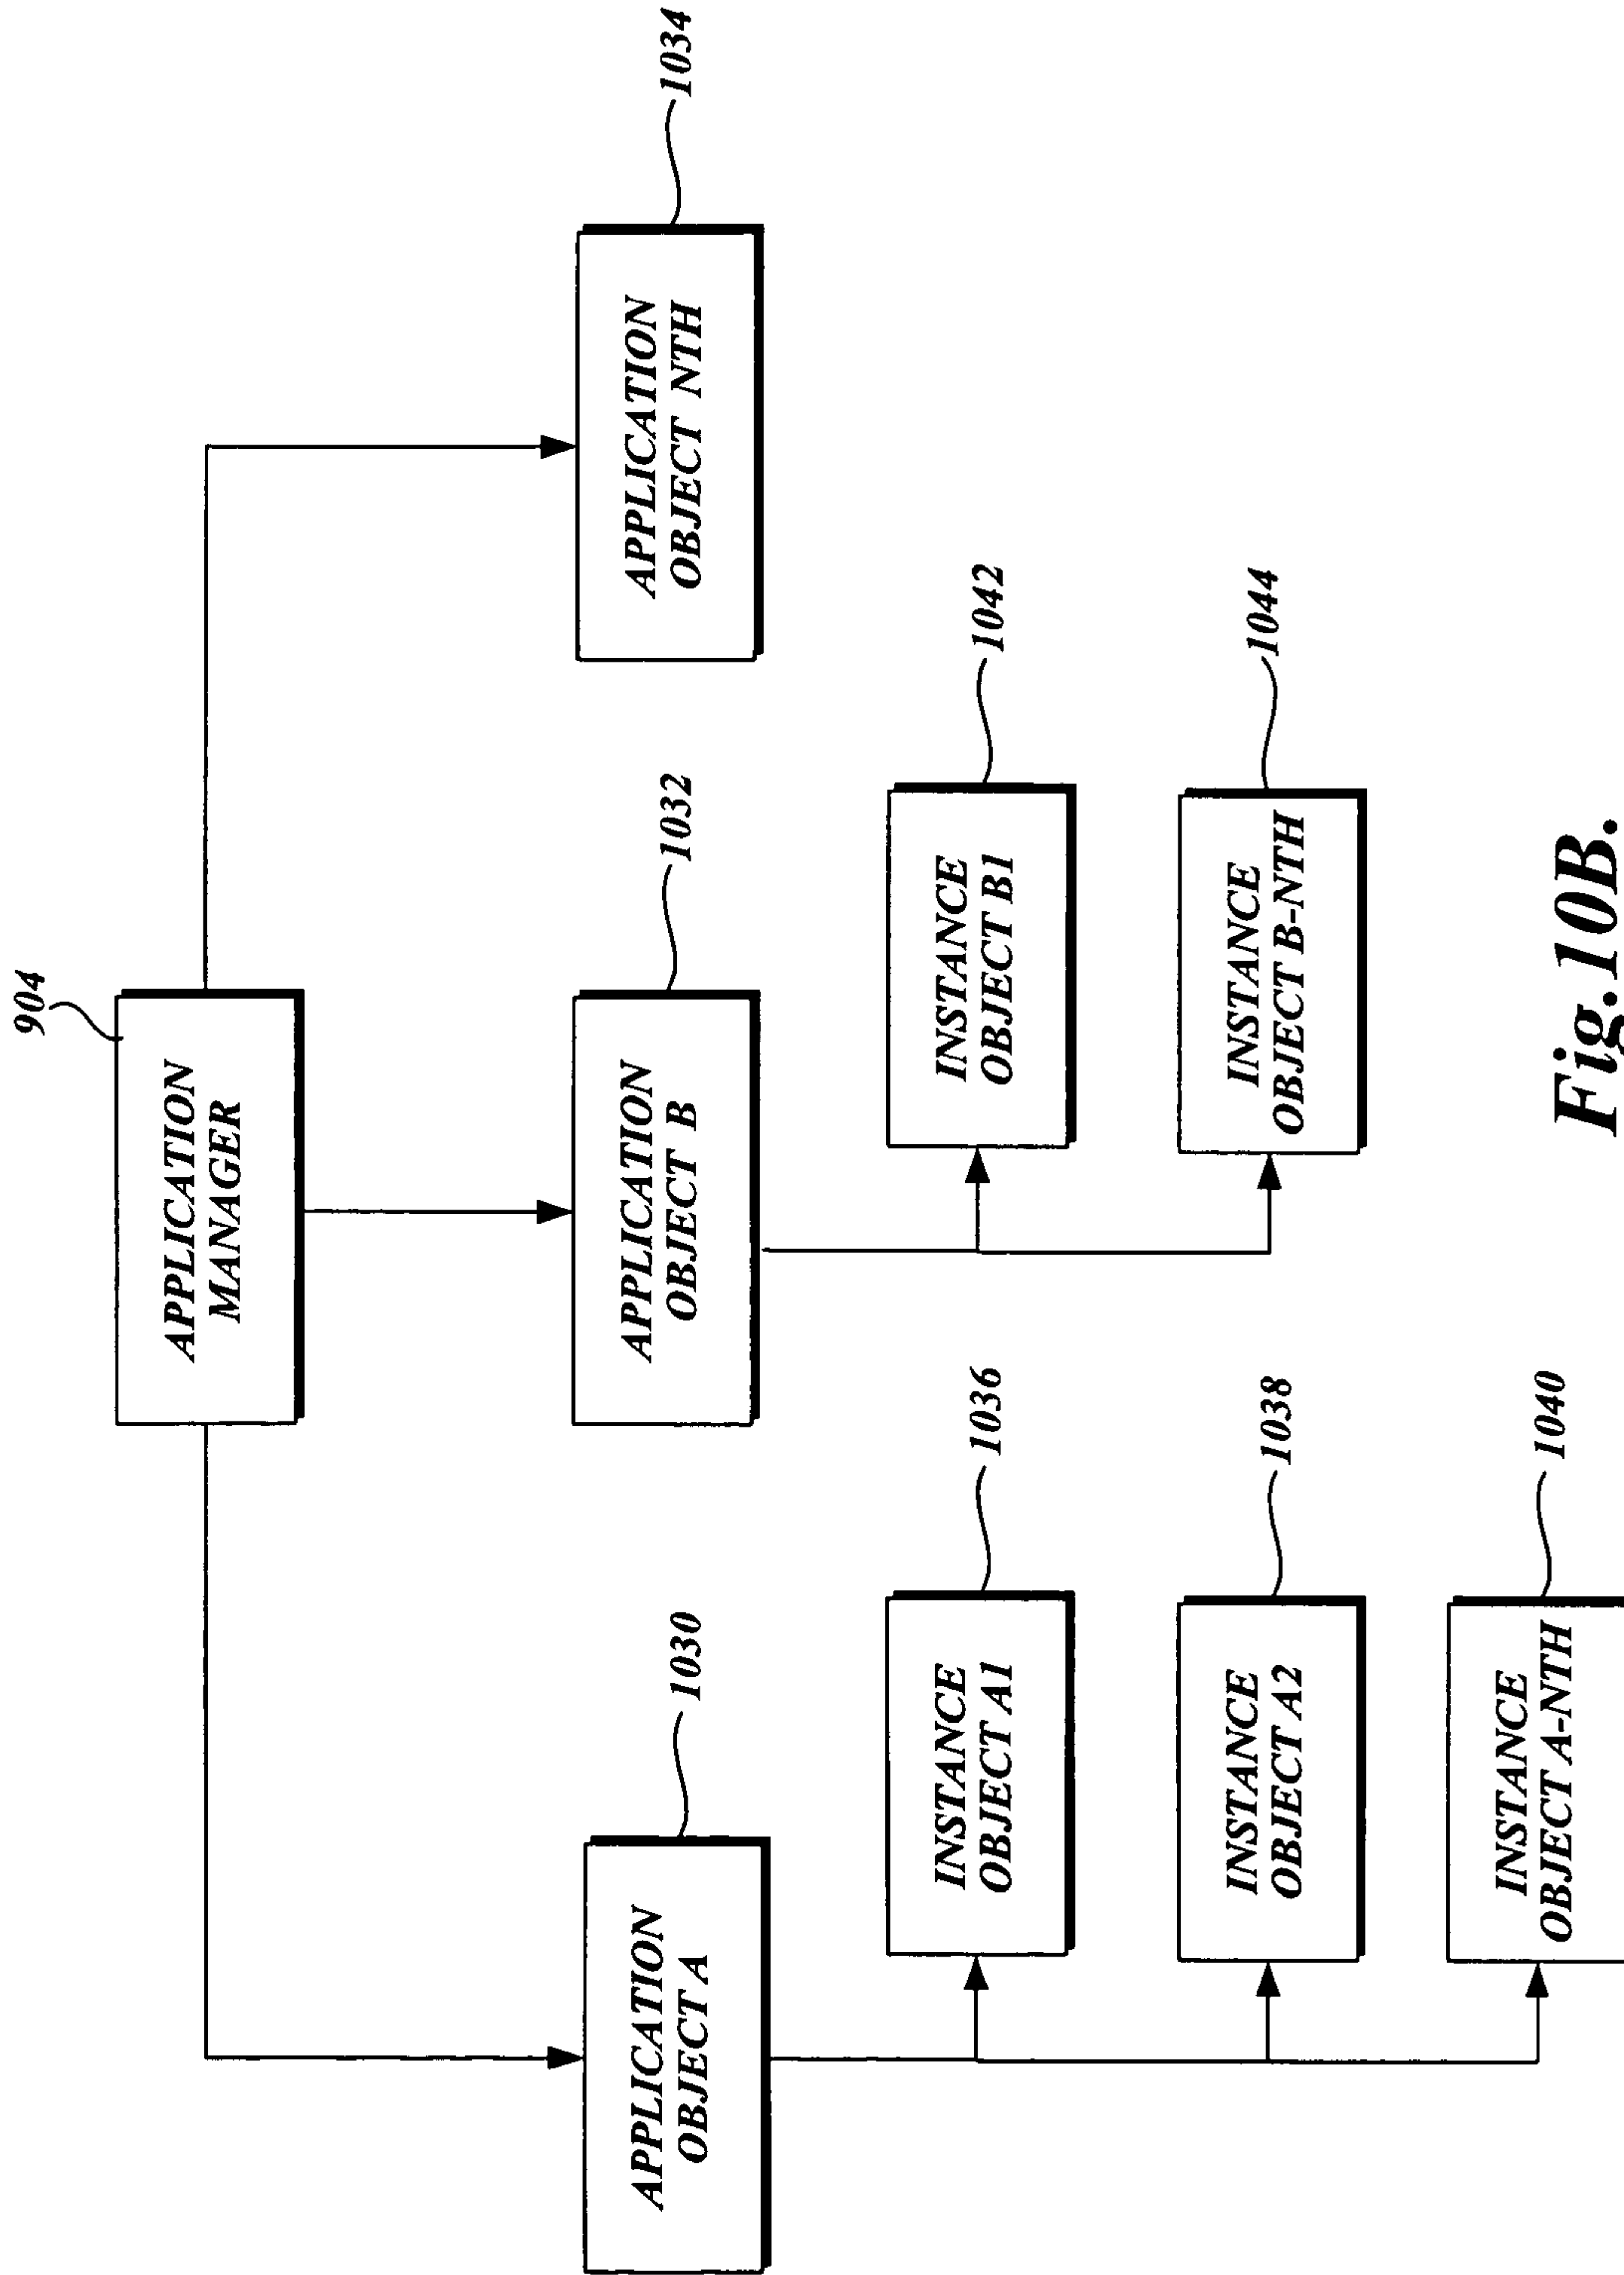 904
APPLICATION
MANAGER
1030
APPLICATION
OBJECT A
1032
APPLICATION
OBJECT B
1034
APPLICATION
OBJECT NTH
1036
INSTANCE
OBJECT A1
1042
INSTANCE
OBJECT B1
1038
INSTANCE
OBJECT A2
1044
INSTANCE
OBJECT B-NTH
1040
INSTANCE
OBJECT A-NTH
Fig.10B.